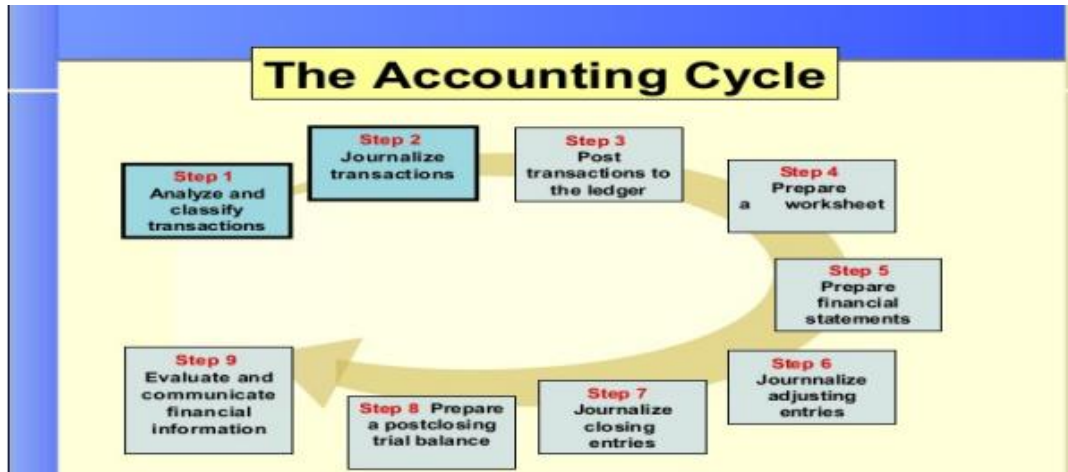 The Accounting Cycle
Step 1
Analyze and
classify
transactions
Step 2
Journalize
transactions
Step 3
Post
transactions to
the ledger
Step 4
Prepare
a worksheet
Step 5
Prepare
financial
statements
Step 6
Journnalize
adjusting
entries
Step 7
Journalize
closing
entries
Step 8 Prepare
a postclosing
trial balance
Step 9
Evaluate and
communicate
financial
information